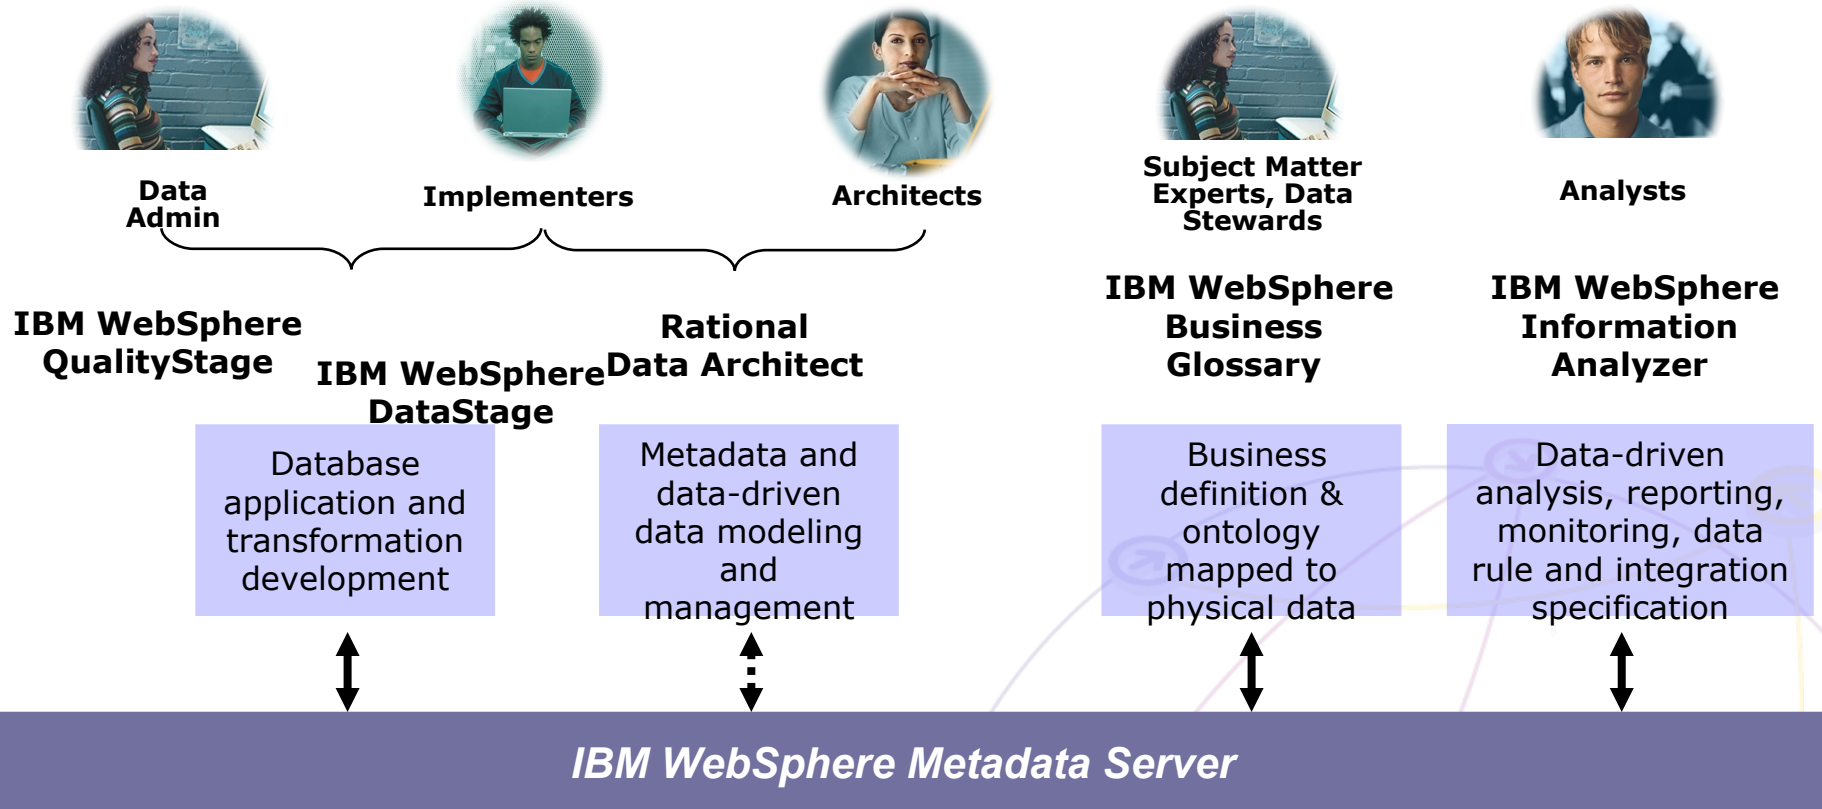 Data
Admin
Implementers
Architects
Subject Matter
Experts, Data
Stewards
Analysts
IBM WebSphere
QualityStage
IBM WebSphere
DataStage
Rational
Data Architect
IBM WebSphere
Business
Glossary
IBM WebSphere
Information
Analyzer
Database
application and
transformation
development
Metadata and
data-driven
data modeling
and
management
Business
definition &
ontology
mapped to
physical data
Data-driven
analysis, reporting,
monitoring, data
rule and integration
specification
IBM WebSphere Metadata Server